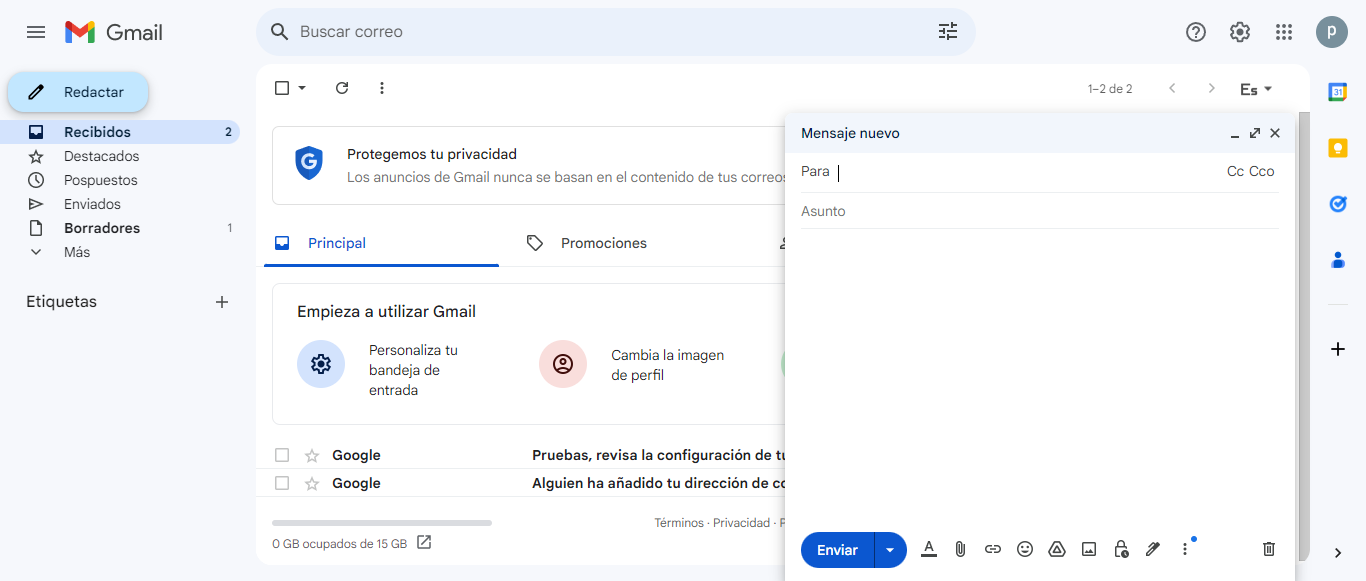 Gmail
Buscar correo
p
Redactar
Recibidos 2
Destacados
Pospuestos
Enviados
Borradores 1
Más
Etiquetas
1–2 de 2
Es
Protegemos tu privacidad
Los anuncios de Gmail nunca se basan en el contenido de tus correos
Principal
Promociones
Empieza a utilizar Gmail
Personaliza tu
bandeja de
entrada
Cambia la imagen
de perfil
Google Pruebas, revisa la configuración de tu
Google Alguien ha añadido tu dirección de co
Términos · Privacidad · P
0 GB ocupados de 15 GB
Mensaje nuevo
Para Cc Cco
Asunto
Enviar
A
31